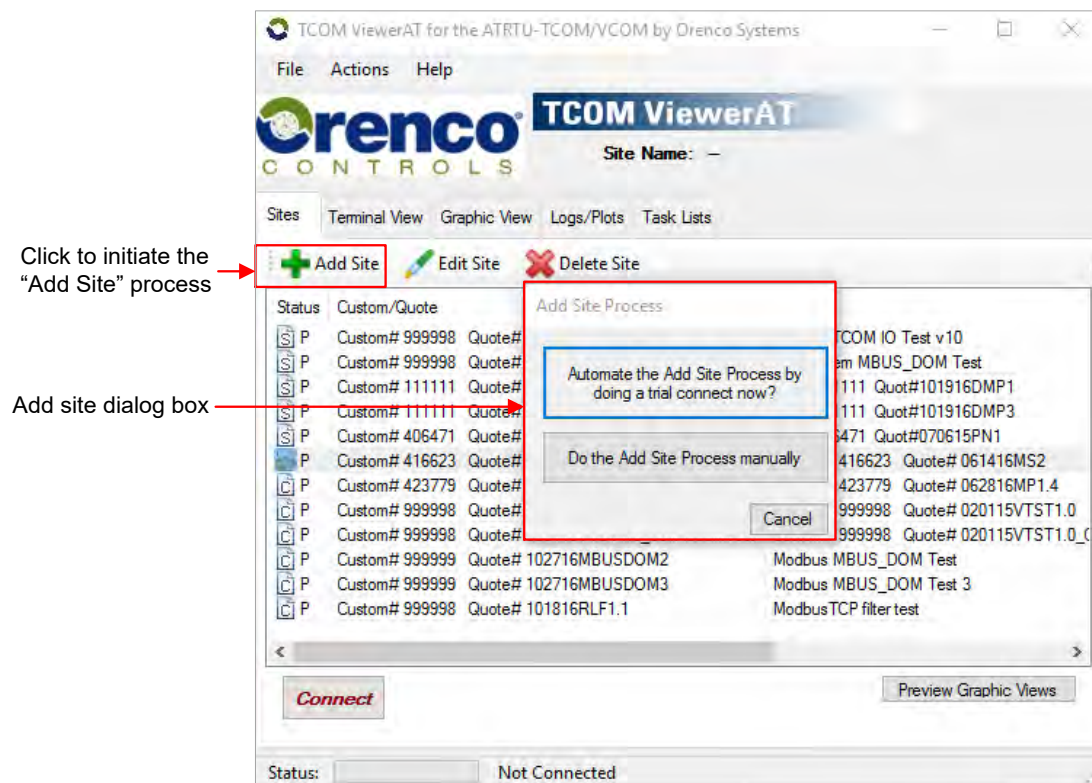 TCOM ViewerAT for the ATRTU-TCOM/VCOM by Orenco Systems
File Actions Help
Orenco
CONTROLS
TCOM ViewerAT
Site Name: –
Sites Terminal View Graphic View Logs/Plots Task Lists
Click to initiate the
“Add Site” process
Add Site Edit Site Delete Site
Status Custom/Quote
Add Site Process
S P Custom# 999998 Quote# TCOM IO Test v10
S P Custom# 999998 Quote# em MBUS_DOM Test
S P Custom# 111111 Quote# 111 Quot#101916DMP1
S P Custom# 111111 Quote# 111 Quot#101916DMP3
S P Custom# 406471 Quote# 6471 Quot#070615PN1
P Custom# 416623 Quote# 416623 Quote# 061416MS2
C P Custom# 423779 Quote# 423779 Quote# 062816MP1.4
C P Custom# 999998 Quote# 999998 Quote# 020115VTST1.0
C P Custom# 999998 Quote# 999998 Quote# 020115VTST1.0_(
C P Custom# 999999 Quote# 102716MBUSDOM2 Modbus MBUS_DOM Test
C P Custom# 999999 Quote# 102716MBUSDOM3 Modbus MBUS_DOM Test 3
C P Custom# 999998 Quote# 101816RLF1.1 ModbusTCP filter test
Automate the Add Site Process by
doing a trial connect now?
Do the Add Site Process manually
Cancel
Add site dialog box
Connect
Preview Graphic Views
Status: Not Connected